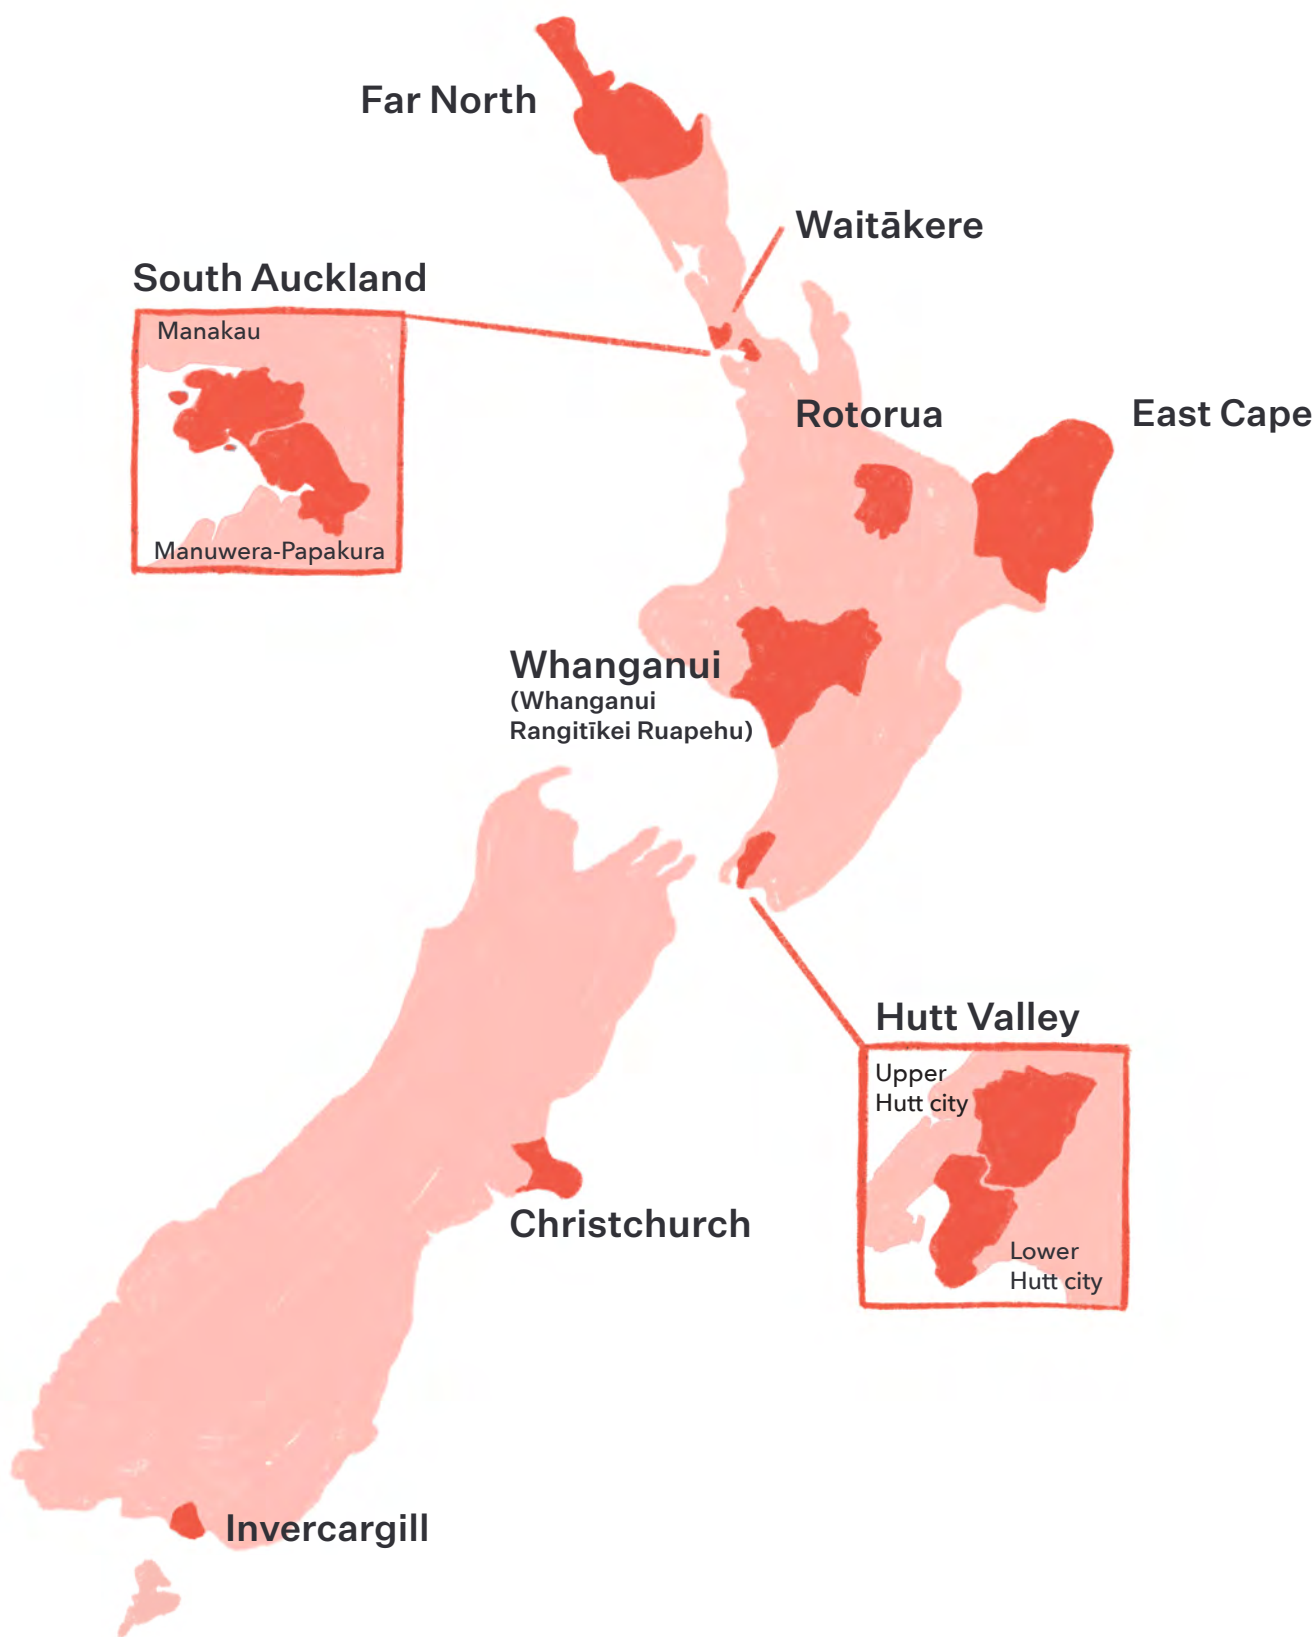 Far North
Waitākere
South Auckland
Manakau
Manuwera-Papakura
Rotorua
East Cape
Whanganui
(Whanganui
Rangitīkei Ruapehu)
Hutt Valley
Upper
Hutt city
Lower
Hutt city
Christchurch
Invercargill